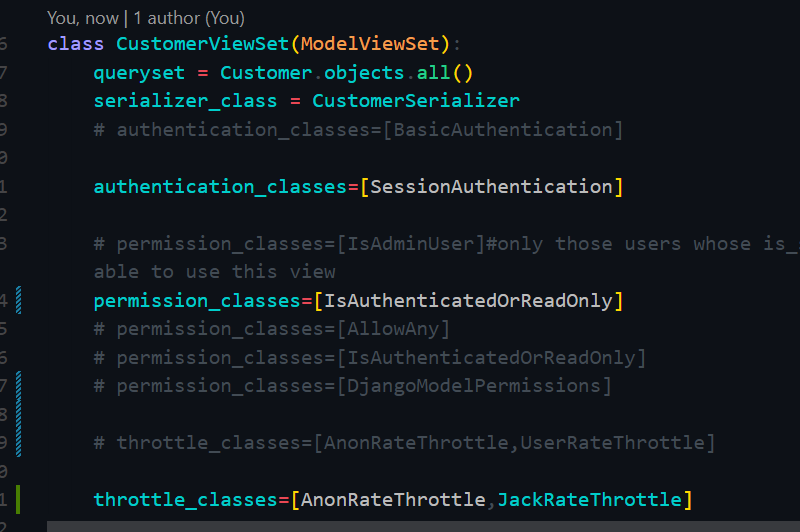 You, now | 1 author (You)
6 class CustomerViewSet(ModelViewSet):
7 queryset = Customer.objects.all()
8 serializer_class = CustomerSerializer
9 # authentication_classes=[BasicAuthentication]
0
1 authentication_classes=[SessionAuthentication]
2
3 # permission_classes=[IsAdminUser]#only those users whose is_
able to use this view
4 permission_classes=[IsAuthenticatedOrReadOnly]
5 # permission_classes=[AllowAny]
6 # permission_classes=[IsAuthenticatedOrReadOnly]
7 # permission_classes=[DjangoModelPermissions]
8
9 # throttle_classes=[AnonRateThrottle,UserRateThrottle]
0
1 throttle_classes=[AnonRateThrottle,JackRateThrottle]
2